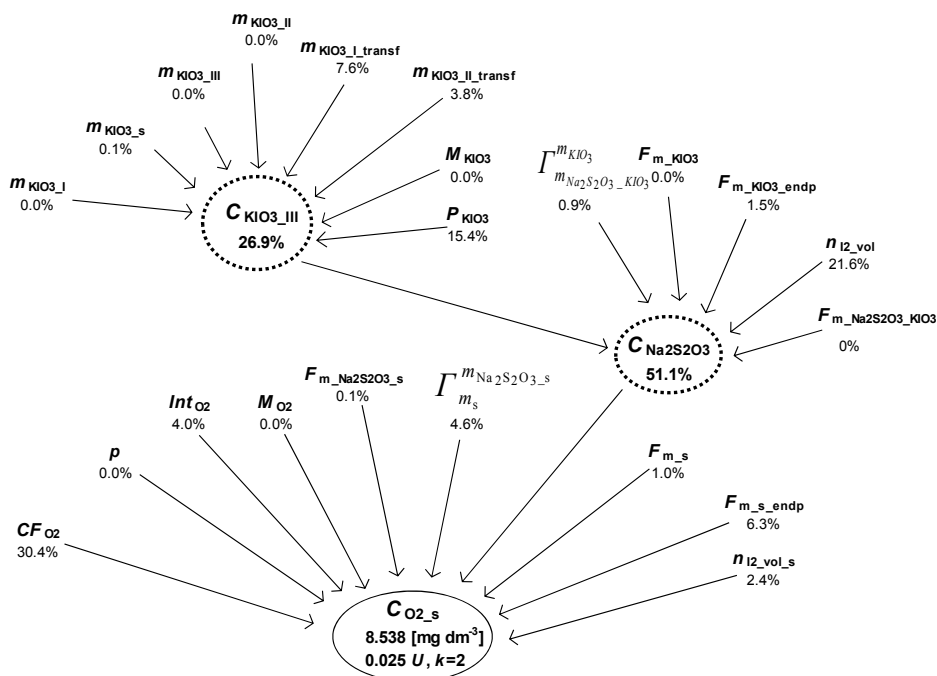 m KIO3_II
0.0%
m KIO3_I_transf
7.6%
m KIO3_III
0.0%
m KIO3_II_transf
3.8%
m KIO3_s
0.1%
m KIO3_I
0.0%
M KIO3
0.0%
P KIO3
15.4%
C KIO3_III
26.9%
Γ m KIO3 m Na2S2O3_KIO3
0.9%
F m_KIO3
0.0%
F m_KIO3_endp
1.5%
n I2_vol
21.6%
F m_Na2S2O3_KIO3
0%
C Na2S2O3
51.1%
F m_Na2S2O3_s
0.1%
Γ m Na2S2O3_s m s
4.6%
Int O2
4.0%
M O2
0.0%
p
0.0%
CF O2
30.4%
F m_s
1.0%
F m_s_endp
6.3%
n I2_vol_s
2.4%
C O2_s
8.538 [mg dm-3]
0.025 U, k=2